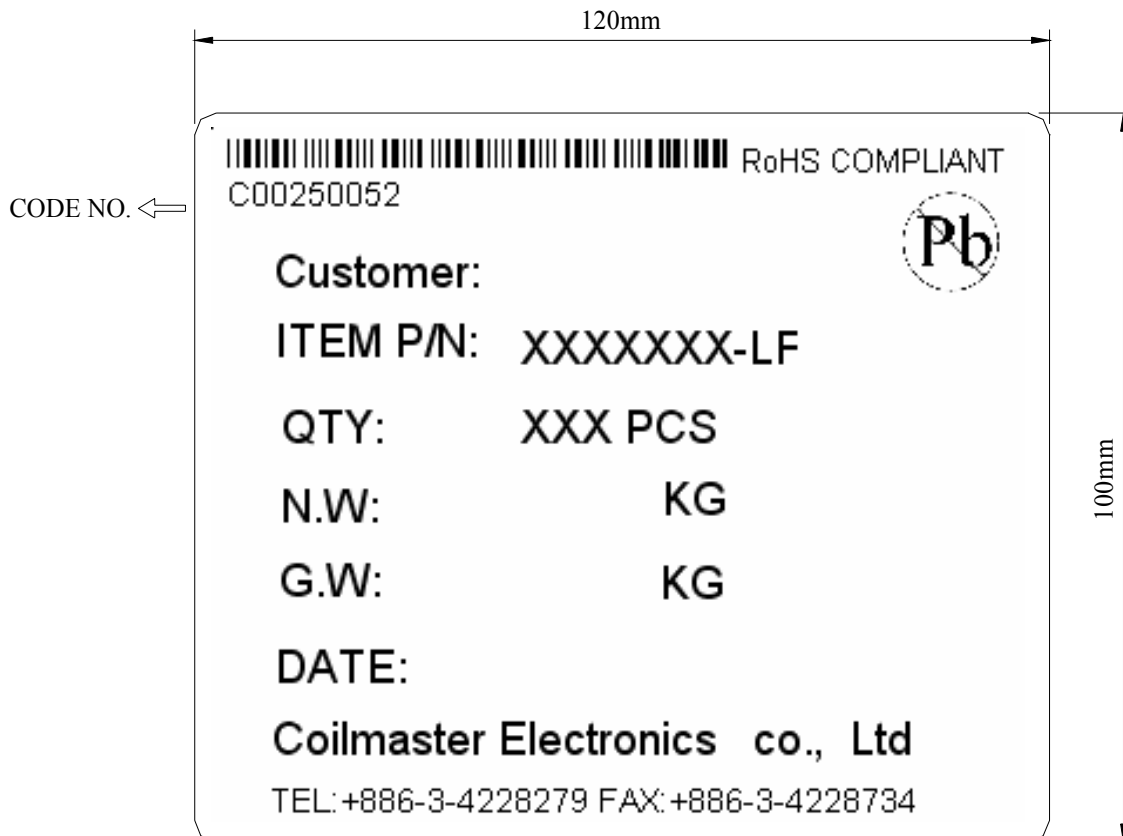 120mm
RoHS COMPLIANT
C00250052
CODE NO.
Pb
Customer:
ITEM P/N: XXXXXXX-LF
QTY: XXX PCS
N.W: KG
G.W: KG
100mm
DATE:
Coilmaster Electronics co., Ltd
TEL:+886-3-4228279 FAX:+886-3-4228734